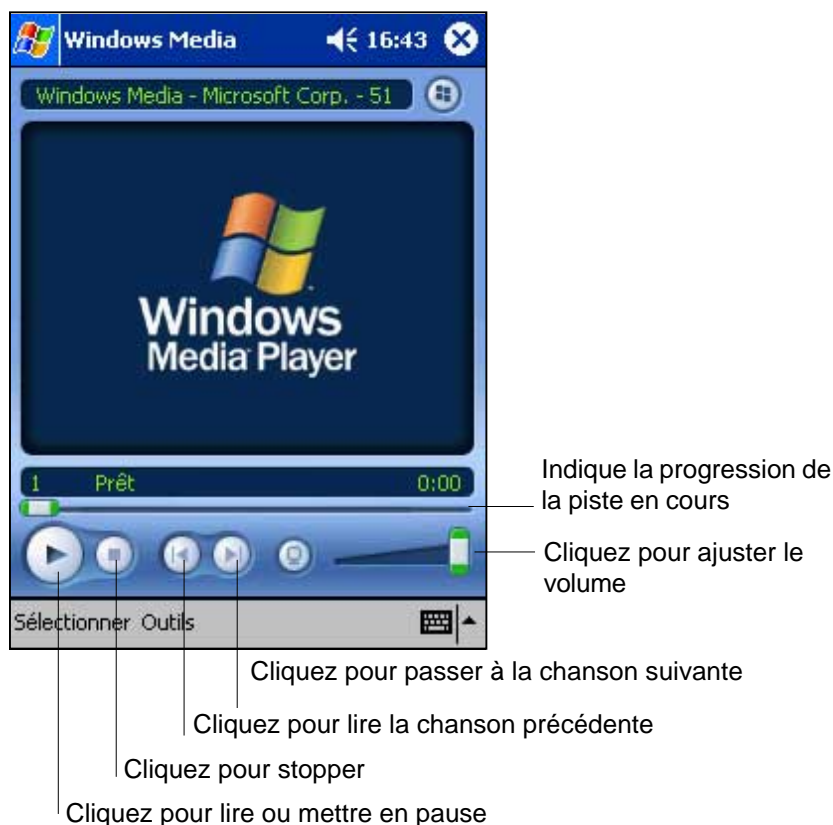 Windows Media 16:43
Windows Media - Microsoft Corp. - 51
Windows
Media Player
1 Prêt 0:00
Indique la progression de
la piste en cours
Cliquez pour ajuster le
volume
Sélectionner Outils
Cliquez pour passer à la chanson suivante
Cliquez pour lire la chanson précédente
Cliquez pour stopper
Cliquez pour lire ou mettre en pause